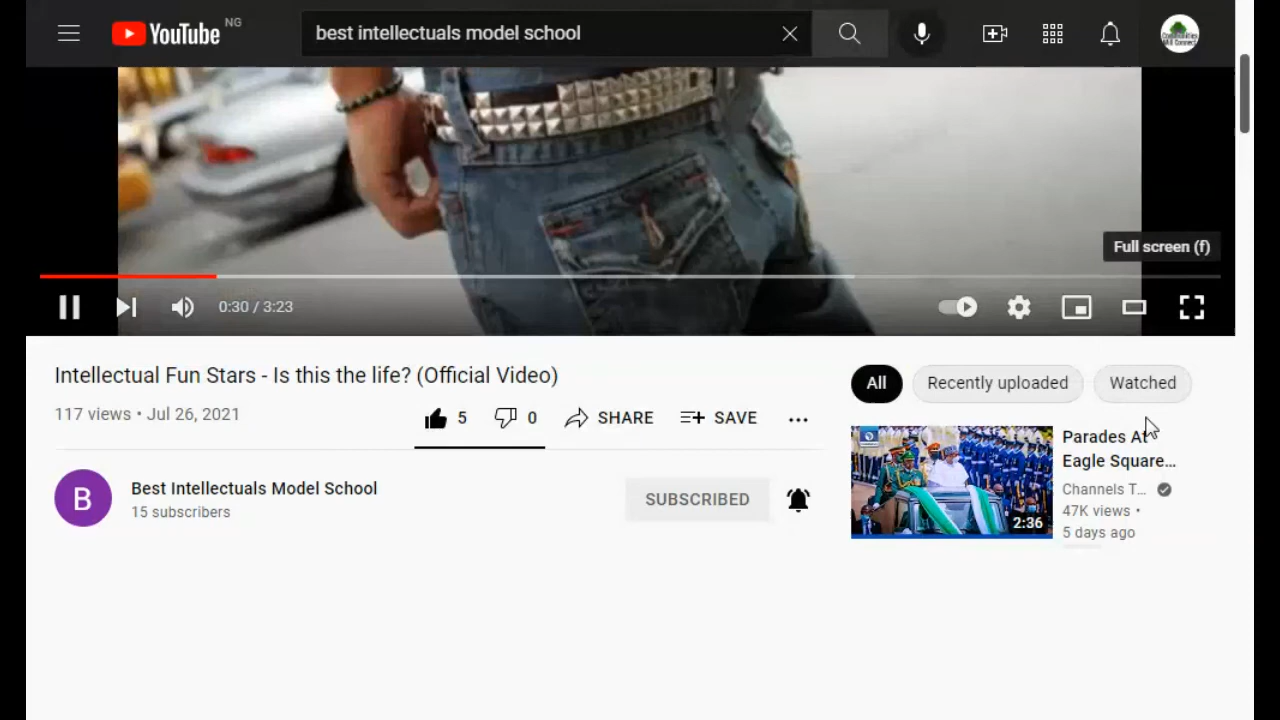 YouTube NG
best intellectuals model school
Full screen (f)
0:30 / 3:23
Intellectual Fun Stars - Is this the life? (Official Video)
117 views • Jul 26, 2021
5
0
SHARE
SAVE
B
Best Intellectuals Model School
15 subscribers
SUBSCRIBED
All
Recently uploaded
Watched
2:36
Parades At
Eagle Square...
Channels T...
47K views •
5 days ago